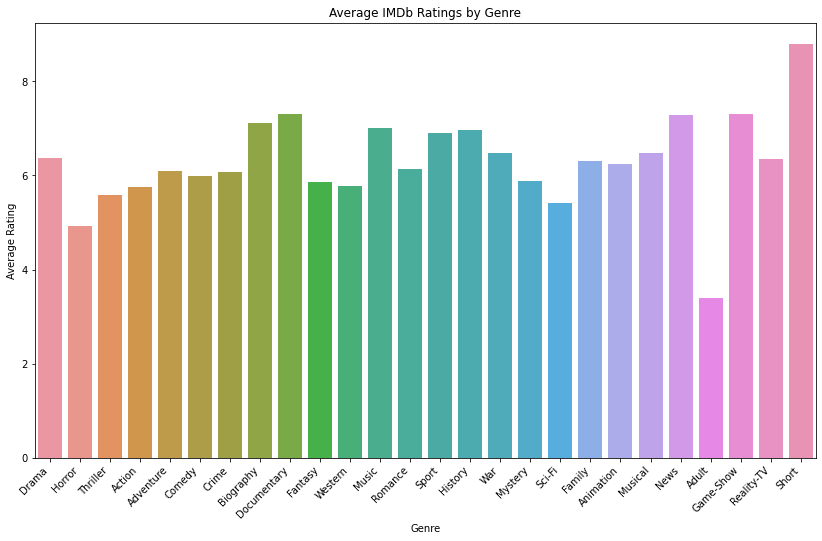 Average IMDb Ratings by Genre
Average Rating
8
6
4
2
0
Drama
Horror
Thriller
Action
Adventure
Comedy
Crime
Biography
Documentary
Fantasy
Western
Music
Romance
Sport
History
War
Mystery
Sci-Fi
Family
Animation
Musical
News
Adult
Game-Show
Reality-TV
Short
Genre